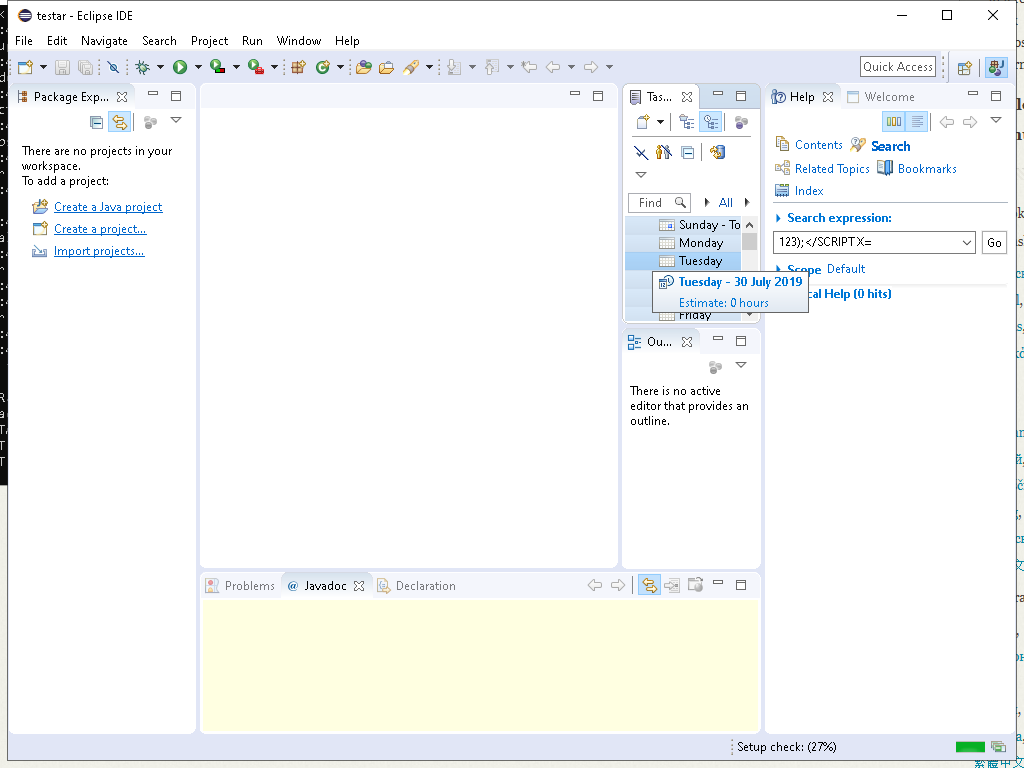 testar - Eclipse IDE
File Edit Navigate Search Project Run Window Help
Quick Access
Package Exp...
There are no projects in your
workspace.
To add a project:
Create a Java project
Create a project...
Import projects...
Tas...
Find
All
Sunday - To
Monday
Tuesday
Tuesday - 30 July 2019
Estimate: 0 hours
Friday
Ou...
There is no active
editor that provides an
outline.
Help Welcome
Contents Search
Related Topics Bookmarks
Index
Search expression:
123);</SCRIPT X=
Go
Scope Default
cal Help (0 hits)
Problems @ Javadoc Declaration
Setup check: (27%)
繁體中文